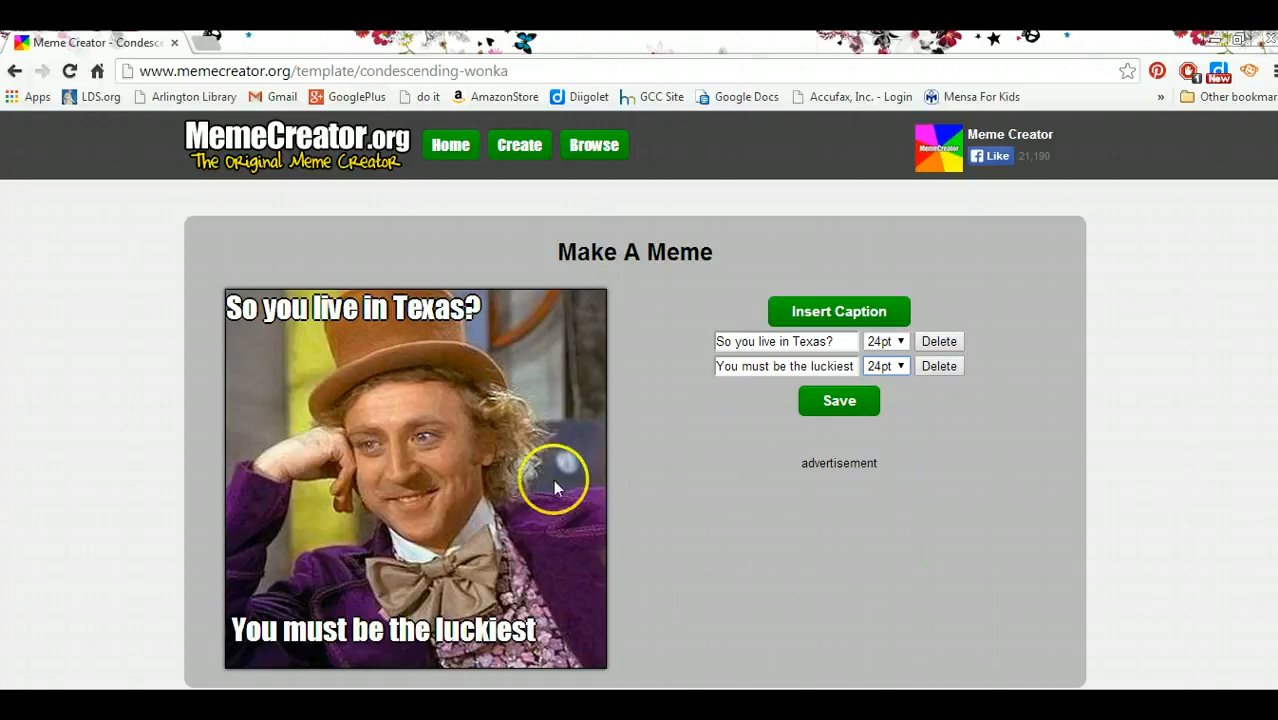 Meme Creator - Condesce
www.memecreator.org/template/condescending-wonka
1
New
Apps
LDS.org
Arlington Library
Gmail
GooglePlus
do it
AmazonStore
Diigolet
GCC Site
Google Docs
Accufax, Inc. - Login
Mensa For Kids
»
Other bookmar
MemeCreator.org
The Original Meme Creator
Home
Create
Browse
MemeCreator
Meme Creator
Like
21,190
Make A Meme
So you live in Texas?
You must be the luckiest
Insert Caption
So you live in Texas?
24pt
Delete
You must be the luckiest
24pt
Delete
Save
advertisement